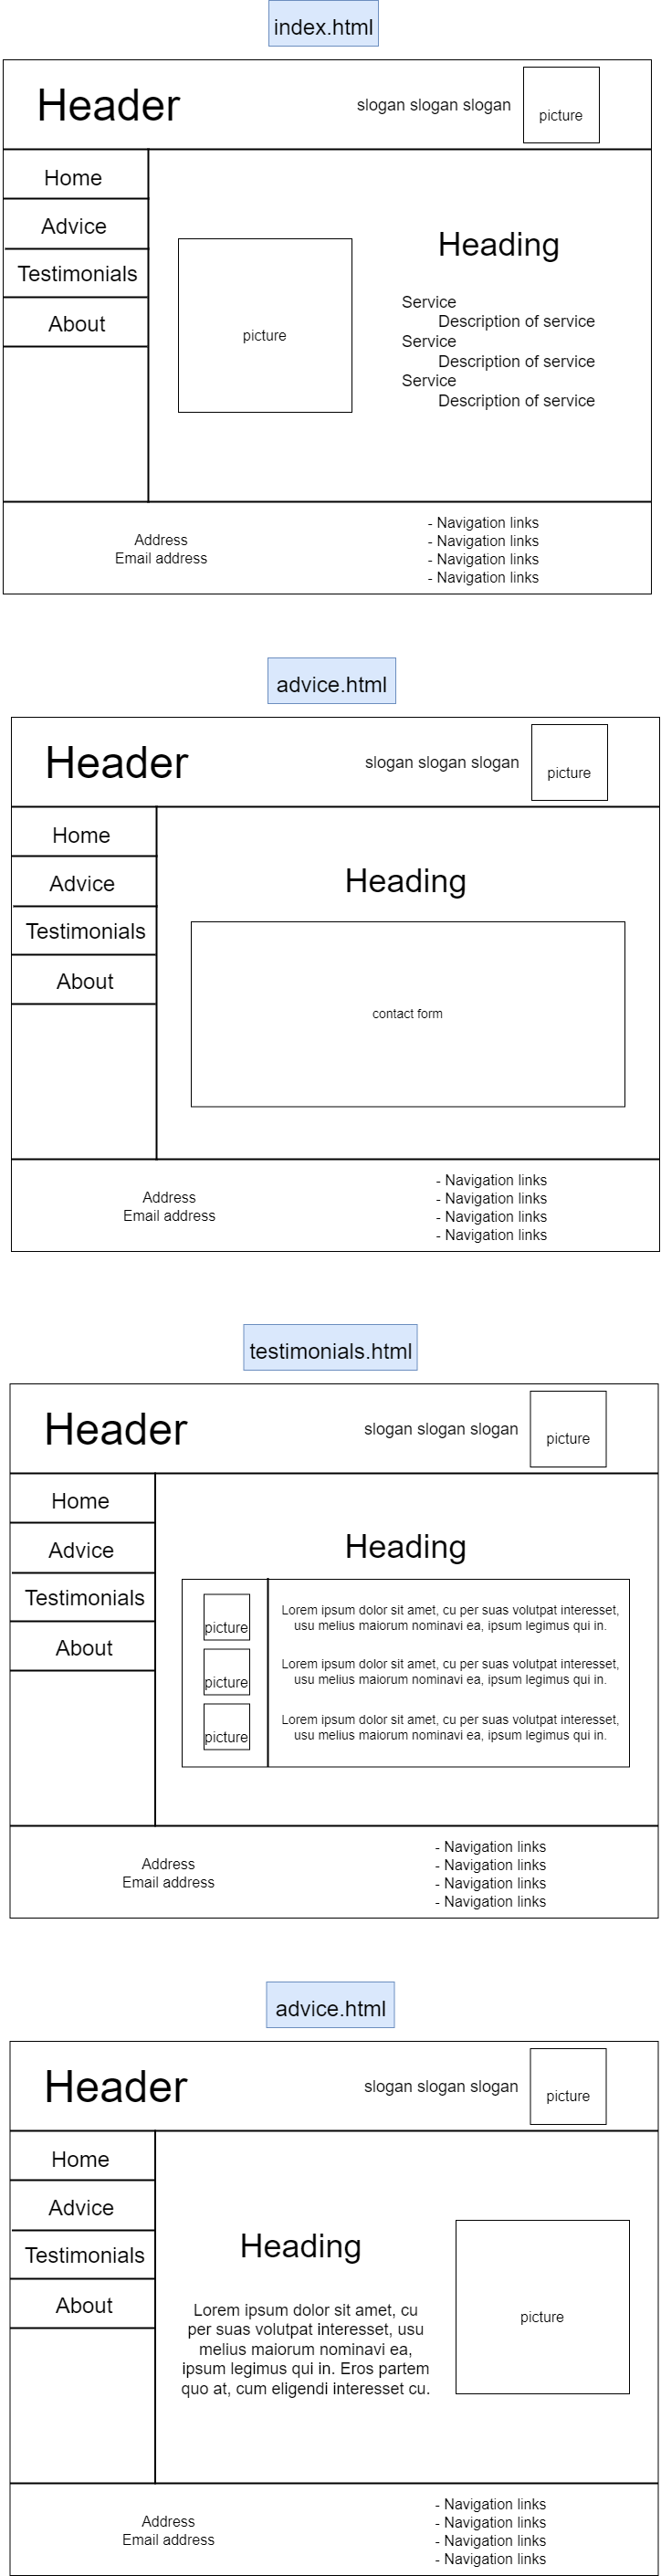 index.html
Header
slogan slogan slogan
picture
Home
Advice
Testimonials
About
picture
Heading
Service
Description of service
Service
Description of service
Service
Description of service
Address
Email address
- Navigation links
- Navigation links
- Navigation links
- Navigation links
advice.html
Header
slogan slogan slogan
picture
Home
Advice
Testimonials
About
Heading
contact form
Address
Email address
- Navigation links
- Navigation links
- Navigation links
- Navigation links
testimonials.html
Header
slogan slogan slogan
picture
Home
Advice
Testimonials
About
Heading
picture
Lorem ipsum dolor sit amet, cu per suas volutpat interesset,
usu melius maiorum nominavi ea, ipsum legimus qui in.
picture
Lorem ipsum dolor sit amet, cu per suas volutpat interesset,
usu melius maiorum nominavi ea, ipsum legimus qui in.
picture
Lorem ipsum dolor sit amet, cu per suas volutpat interesset,
usu melius maiorum nominavi ea, ipsum legimus qui in.
Address
Email address
- Navigation links
- Navigation links
- Navigation links
- Navigation links
advice.html
Header
slogan slogan slogan
picture
Home
Advice
Testimonials
About
Heading
Lorem ipsum dolor sit amet, cu
per suas volutpat interesset, usu
melius maiorum nominavi ea,
ipsum legimus qui in. Eros partem
quo at, cum eligendi interesset cu.
picture
Address
Email address
- Navigation links
- Navigation links
- Navigation links
- Navigation links